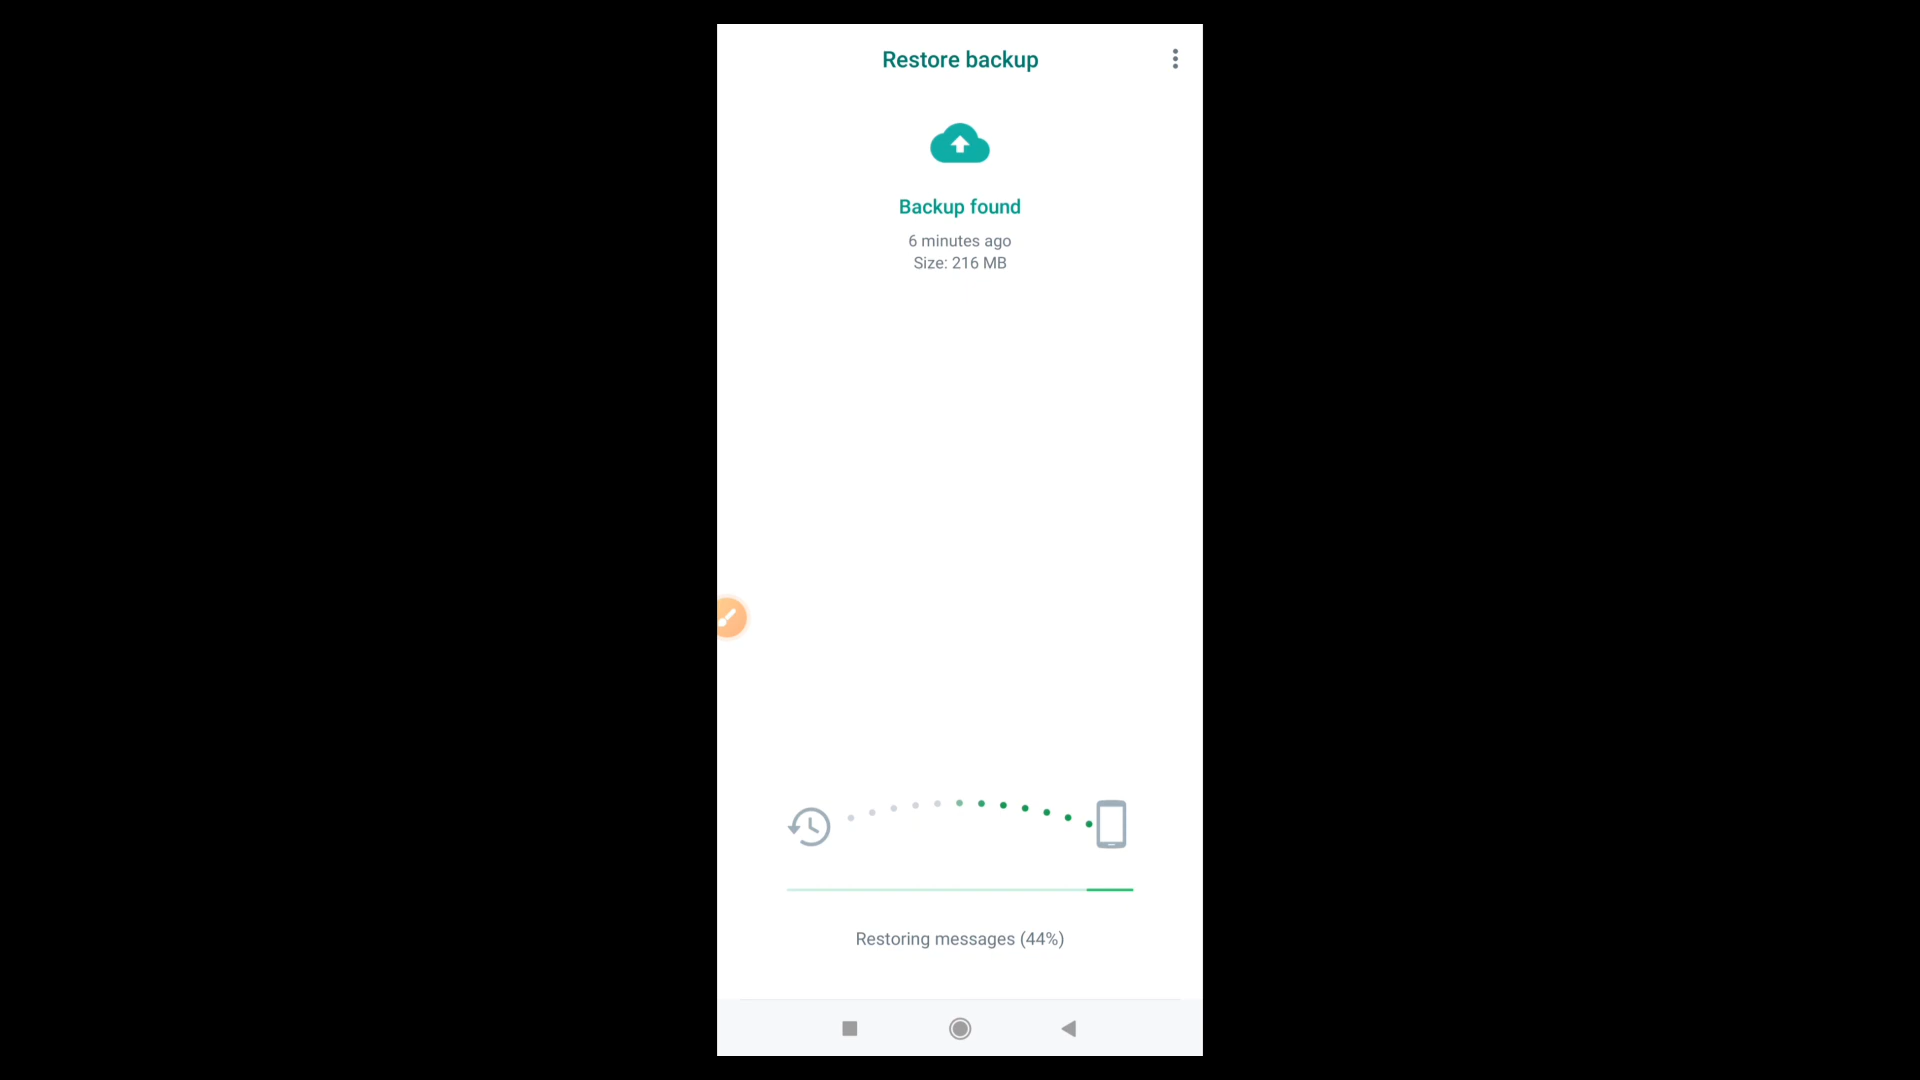 Restore backup
Backup found
6 minutes ago
Size: 216 MB
Restoring messages (44%)